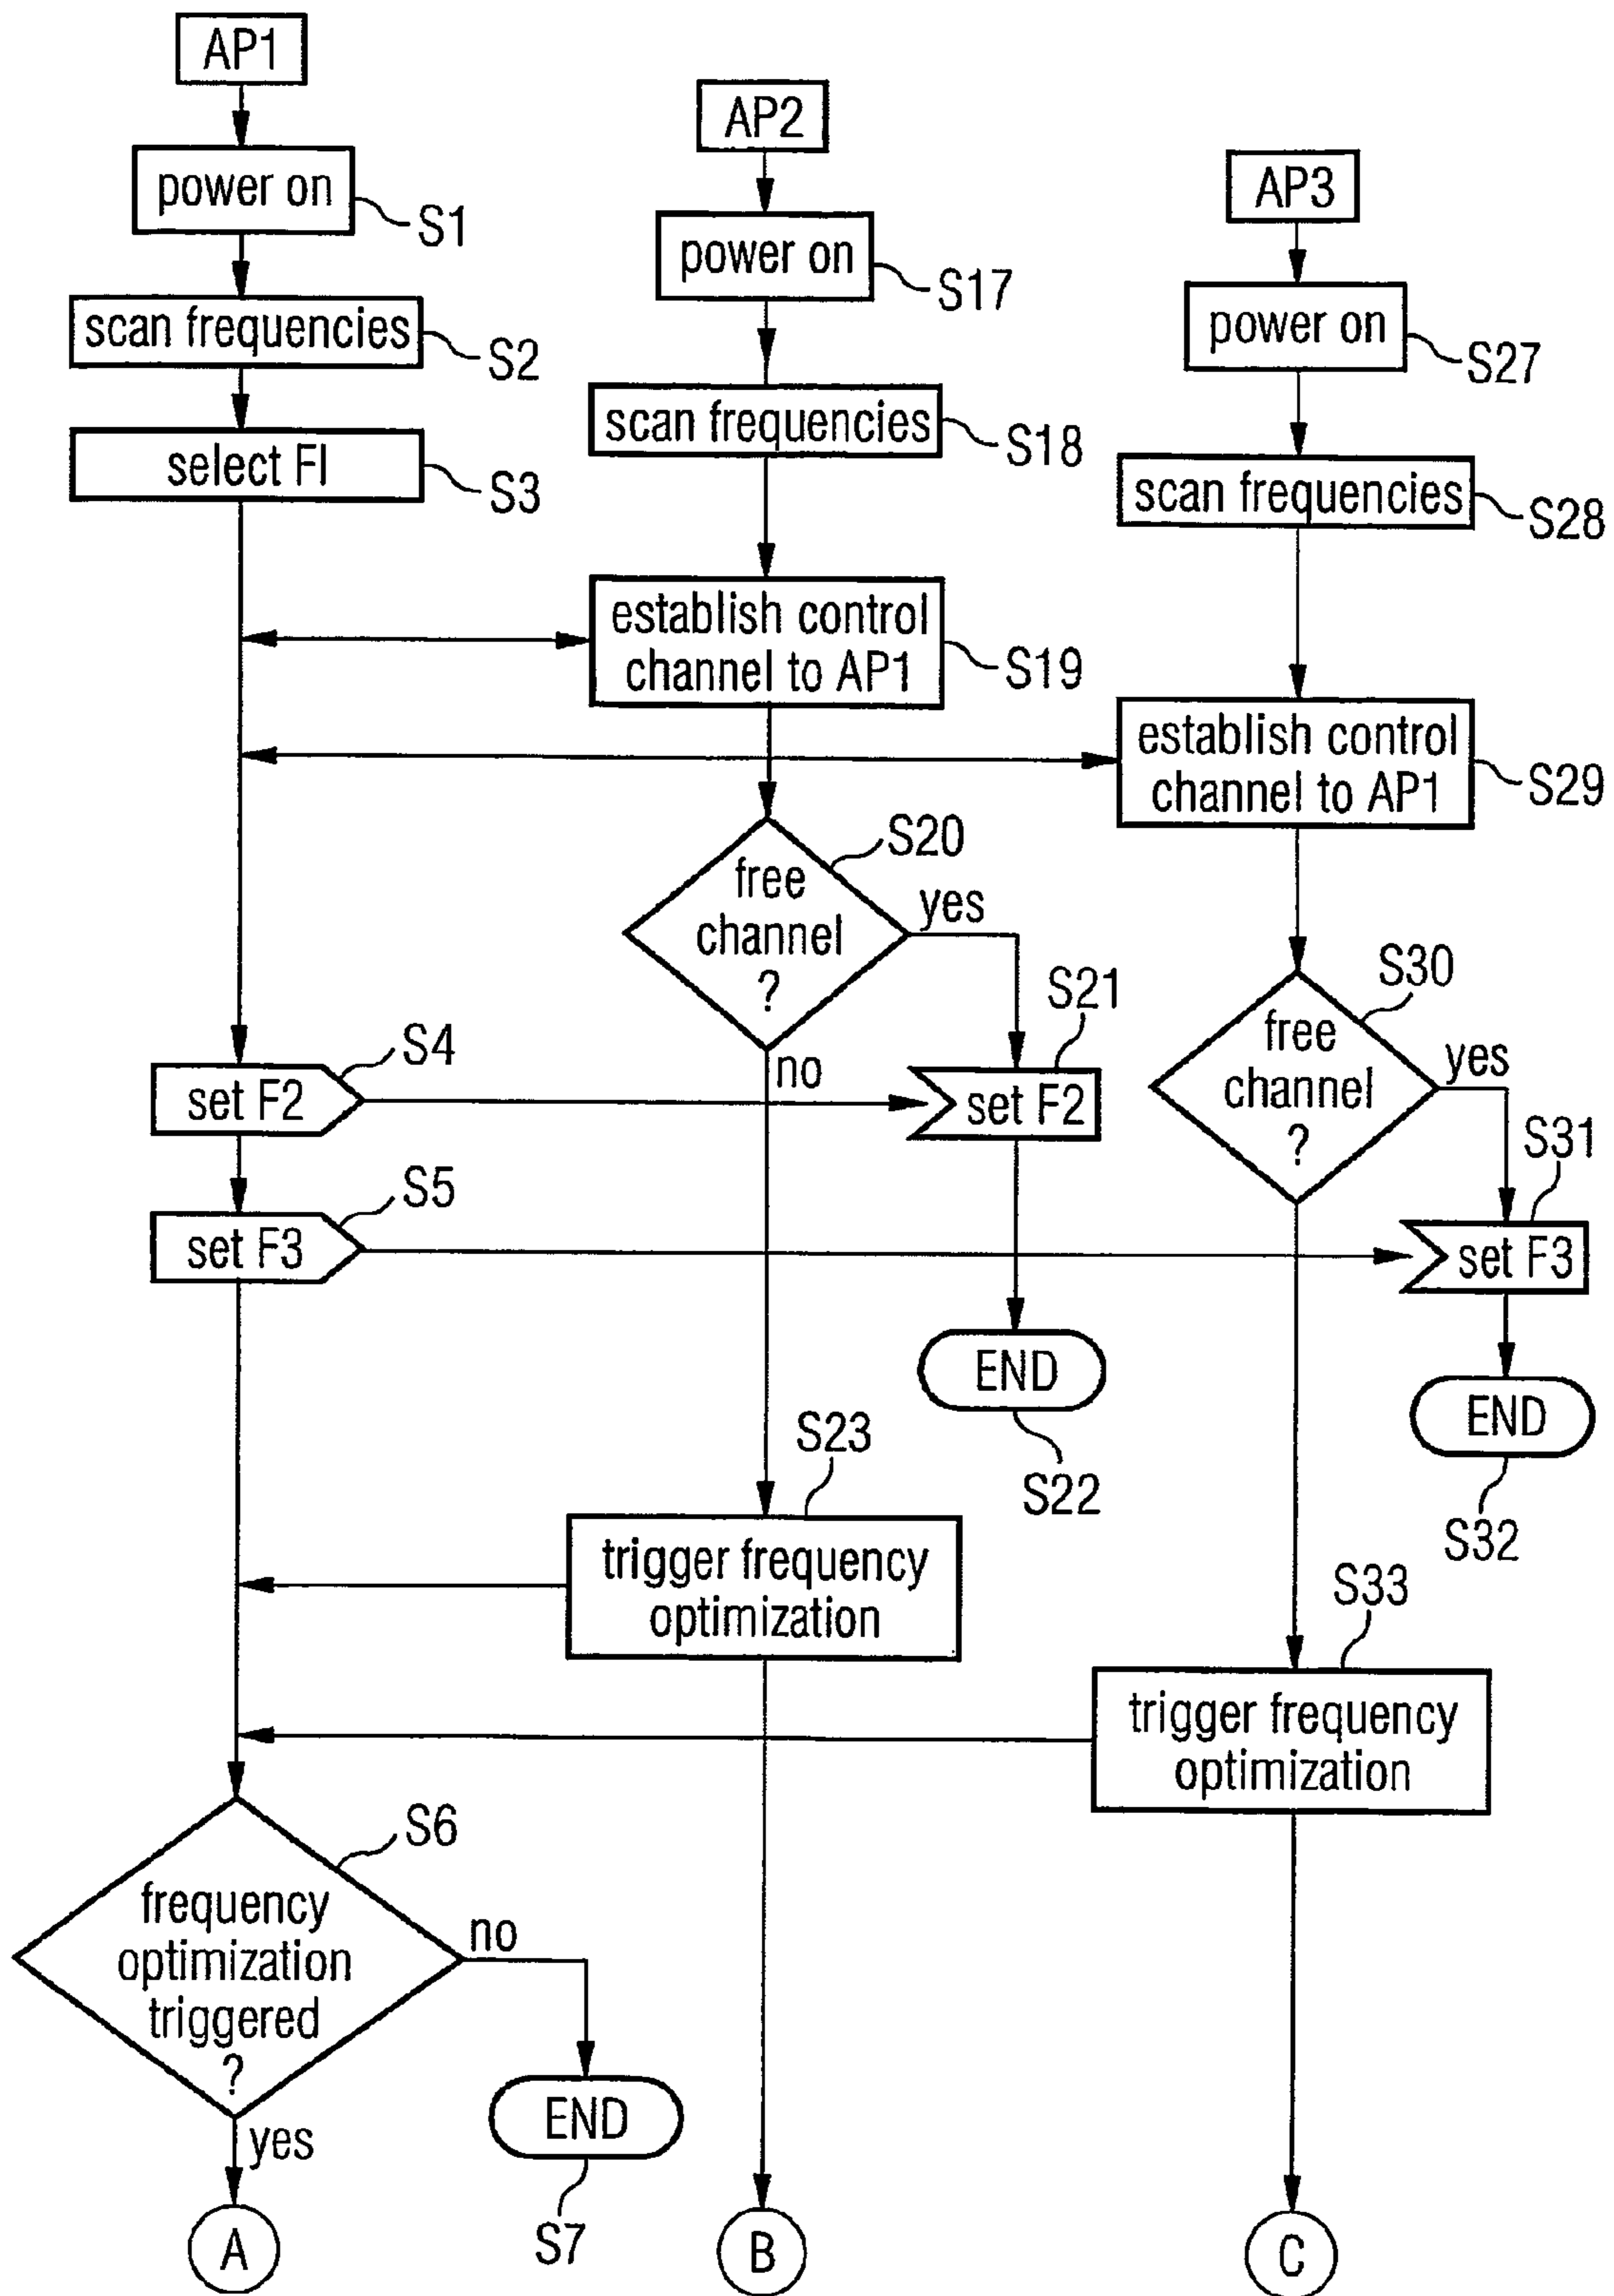 AP1
power on
S1
scan frequencies
S2
select FI
S3
AP2
power on
S17
scan frequencies
S18
establish control
channel to AP1
S19
AP3
power on
S27
scan frequencies
S28
establish control
channel to AP1
S29
S20
free
channel
?
yes
no
S21
set F2
S30
free
channel
?
yes
S31
set F3
S4
set F2
S5
set F3
END
S22
END
S32
S23
trigger frequency
optimization
S33
trigger frequency
optimization
S6
frequency
optimization
triggered
?
no
yes
END
S7
A
B
C